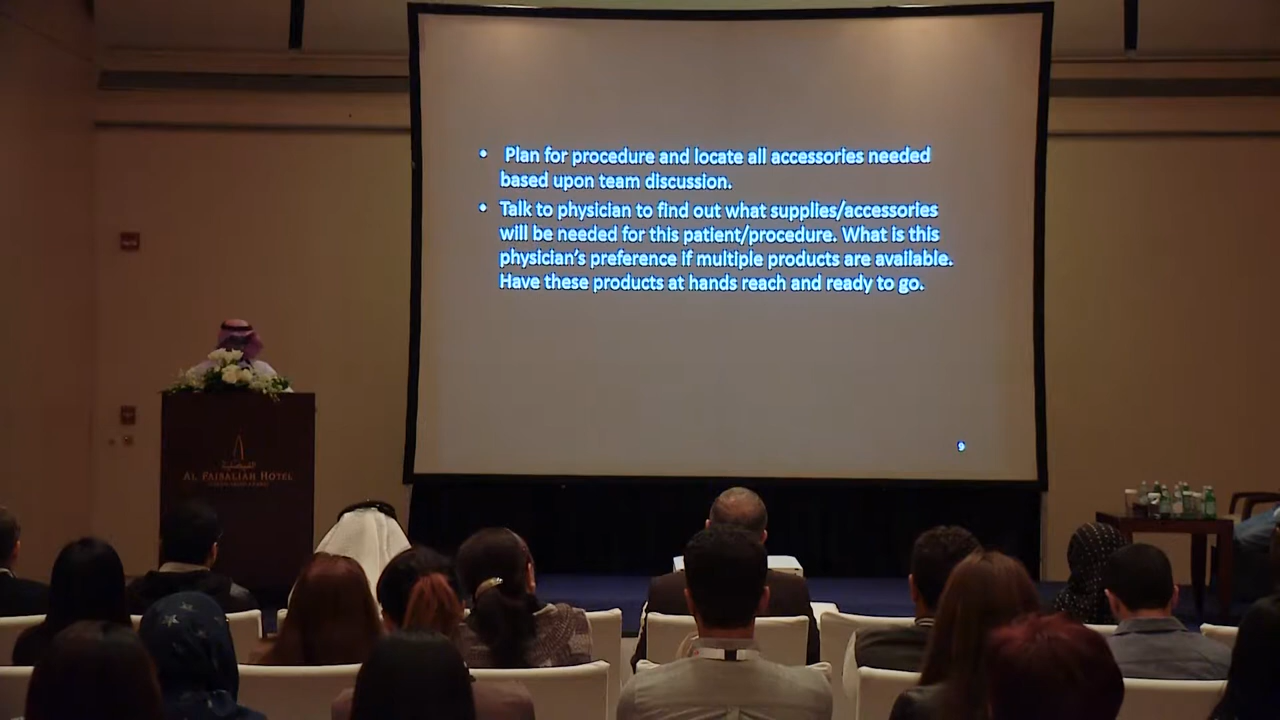 • Plan for procedure and locate all accessories needed
based upon team discussion.
• Talk to physician to find out what supplies/accessories
will be needed for this patient/procedure. What is this
physician's preference if multiple products are available.
Have these products at hands reach and ready to go.
9
الفيصلية
AL FAISALIAH HOTEL